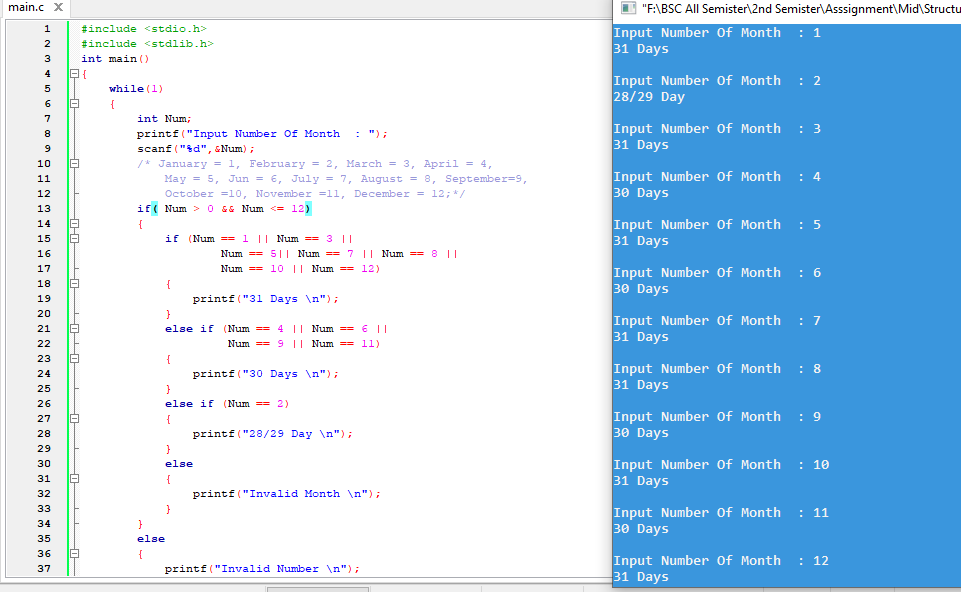 main.c X
1 #include <stdio.h>
2 #include <stdlib.h>
3 int main()
4 {
5 while(1)
6 {
7 int Num;
8 printf("Input Number Of Month  : ");
9 scanf("%d",&Num);
10 /* January = 1, February = 2, March = 3, April = 4,
11 May = 5, Jun = 6, July = 7, August = 8, September=9,
12 October =10, November =11, December = 12;*/
13 if( Num > 0 && Num <= 12)
14 {
15 if (Num == 1 || Num == 3 ||
16 Num == 5|| Num == 7 || Num == 8 ||
17 Num == 10 || Num == 12)
18 {
19 printf("31 Days \n");
20 }
21 else if (Num == 4 || Num == 6 ||
22 Num == 9 || Num == 11)
23 {
24 printf("30 Days \n");
25 }
26 else if (Num == 2)
27 {
28 printf("28/29 Day \n");
29 }
30 else
31 {
32 printf("Invalid Month \n");
33 }
34 }
35 else
36 {
37 printf("Invalid Number \n");
"F:\BSC All Semister\2nd Semister\Asssignment\Mid\Structu
Input Number Of Month  : 1
31 Days
Input Number Of Month  : 2
28/29 Day
Input Number Of Month  : 3
31 Days
Input Number Of Month  : 4
30 Days
Input Number Of Month  : 5
31 Days
Input Number Of Month  : 6
30 Days
Input Number Of Month  : 7
31 Days
Input Number Of Month  : 8
31 Days
Input Number Of Month  : 9
30 Days
Input Number Of Month  : 10
31 Days
Input Number Of Month  : 11
30 Days
Input Number Of Month  : 12
31 Days